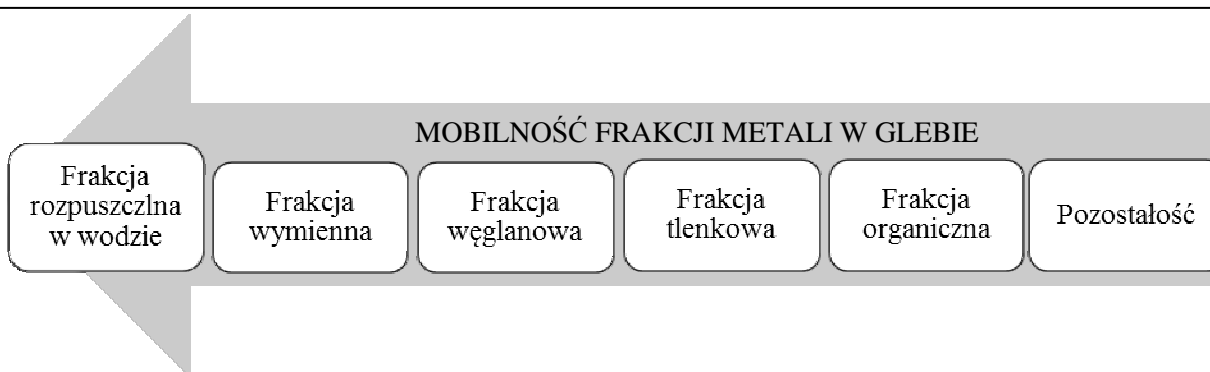 MOBILNOŚĆ FRAKCJI METALI W GLEBIE
Frakcja
rozpuszczlna
w wodzie
Frakcja
wymienna
Frakcja
węglanowa
Frakcja
tlenkowa
Frakcja
organiczna
Pozostałość